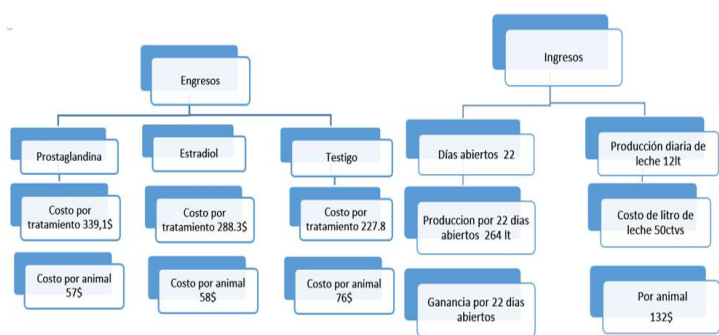 Engresos
Prostaglandina
Costo por
tratamiento 339,1$
Costo por animal
57$
Estradiol
Costo por
tratamiento 288.3$
Costo por animal
58$
Testigo
Costo por
tratamiento 227.8
Costo por animal
76$
Ingresos
Días abiertos 22
Produccion por 22 dias
abiertos 264 lt
Ganancia por 22 dias
abiertos
Producción diaria de
leche 12lt
Costo de litro de
leche 50ctvs
Por animal
132$